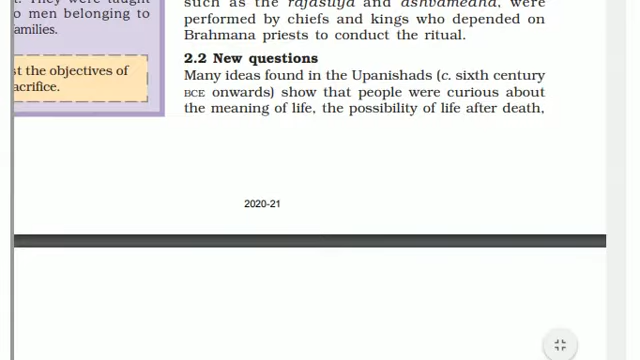 . They were taught
o men belonging to
amilies.
st the objectives of
acrifice.
such as the rajasuya and ashvamedha, were
performed by chiefs and kings who depended on
Brahmana priests to conduct the ritual.
2.2 New questions
Many ideas found in the Upanishads (c. sixth century
BCE onwards) show that people were curious about
the meaning of life, the possibility of life after death,
2020-21